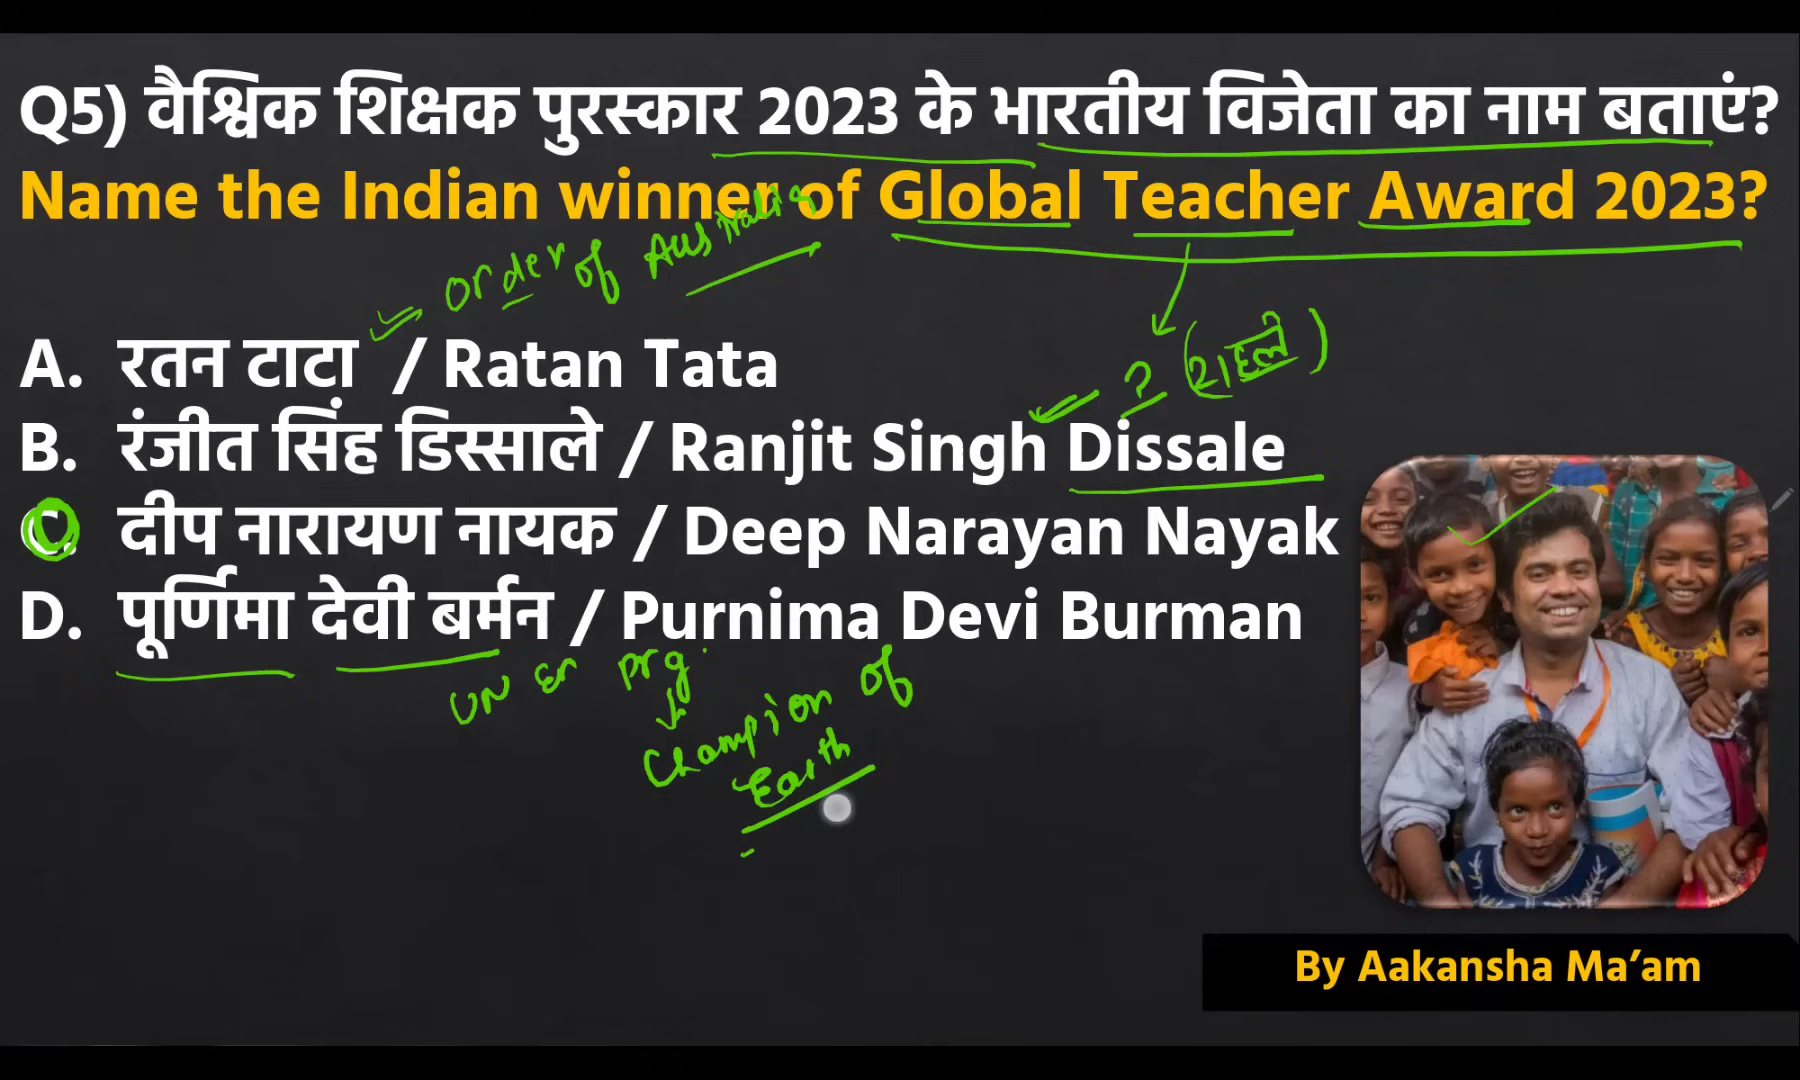 Q5) वैश्विक शिक्षक पुरस्कार 2023 के भारतीय विजेता का नाम बताएं?
Name the Indian winner of Global Teacher Award 2023?
order of Australia
A. रतन टाटा / Ratan Tata
?
B. रंजीत सिंह डिस्साले / Ranjit Singh Dissale
C. दीप नारायण नायक / Deep Narayan Nayak
D. पूर्णिमा देवी बर्मन / Purnima Devi Burman
UN En prg.
Champion of
Earth
By Aakansha Ma’am